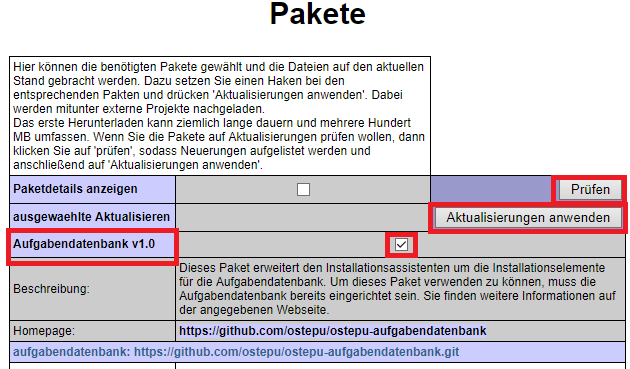 Pakete
Hier können die benötigten Pakete gewählt und die Dateien auf den aktuellen
Stand gebracht werden. Dazu setzen Sie einen Haken bei den
entsprechenden Pakten und drücken 'Aktualisierungen anwenden'. Dabei
werden mitunter externe Projekte nachgeladen.
Das erste Herunterladen kann ziemlich lange dauern und mehrere Hundert
MB umfassen. Wenn Sie die Pakete auf Aktualisierungen prüfen wollen, dann
klicken Sie auf 'prüfen', sodass Neuerungen aufgelistet werden und
anschließend auf 'Aktualisierungen anwenden'.
Paketdetails anzeigen Prüfen
ausgewaehlte Aktualisieren Aktualisierungen anwenden
Aufgabendatenbank v1.0
Beschreibung:
Dieses Paket erweitert den Installationsassistenten um die Installationselemente
für die Aufgabendatenbank. Um dieses Paket verwenden zu können, muss die
Aufgabendatenbank bereits eingerichtet sein. Sie finden weitere Informationen auf
der angegebenen Webseite.
Homepage: https://github.com/ostepu/ostepu-aufgabendatenbank
aufgabendatenbank: https://github.com/ostepu/ostepu-aufgabendatenbank.git